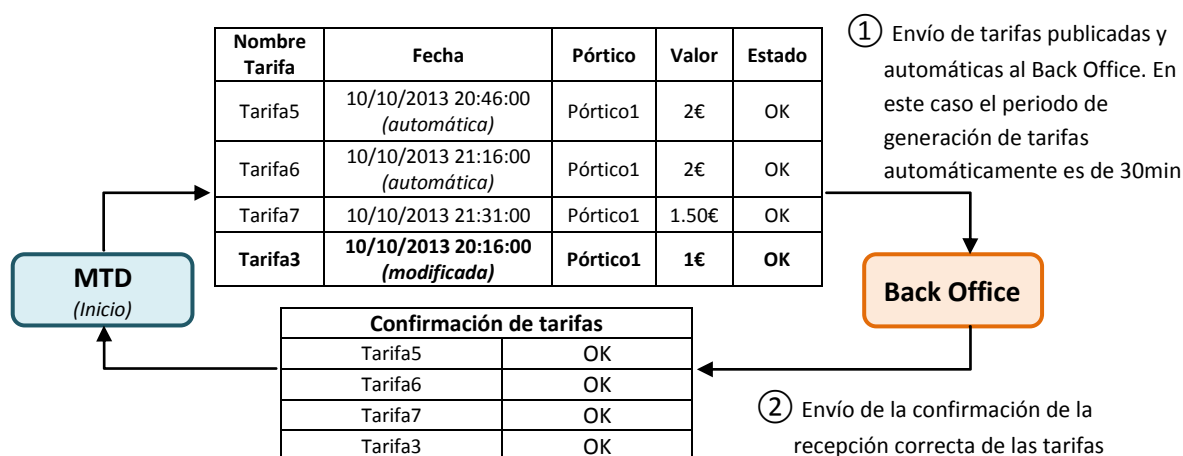 Nombre Tarifa Fecha Pórtico Valor Estado
Tarifa5 10/10/2013 20:46:00 (automática) Pórtico1 2€ OK
Tarifa6 10/10/2013 21:16:00 (automática) Pórtico1 2€ OK
Tarifa7 10/10/2013 21:31:00 Pórtico1 1.50€ OK
Tarifa3 10/10/2013 20:16:00 (modificada) Pórtico1 1€ OK
① Envío de tarifas publicadas y
automáticas al Back Office. En
este caso el periodo de
generación de tarifas
automáticamente es de 30min
MTD
(Inicio)
Back Office
Confirmación de tarifas
Tarifa5 OK
Tarifa6 OK
Tarifa7 OK
Tarifa3 OK
② Envío de la confirmación de la
recepción correcta de las tarifas